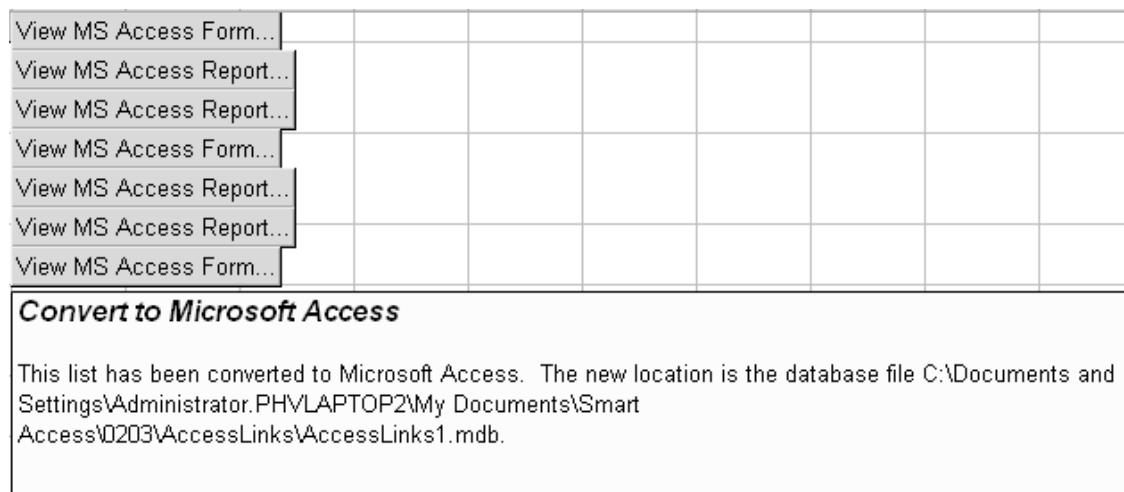 View MS Access Form...
View MS Access Report...
View MS Access Report...
View MS Access Form...
View MS Access Report...
View MS Access Report...
View MS Access Form...
Convert to Microsoft Access
This list has been converted to Microsoft Access.  The new location is the database file C:\Documents and
Settings\Administrator.PHVLAPTOP2\My Documents\Smart
Access\0203\AccessLinks\AccessLinks1.mdb.